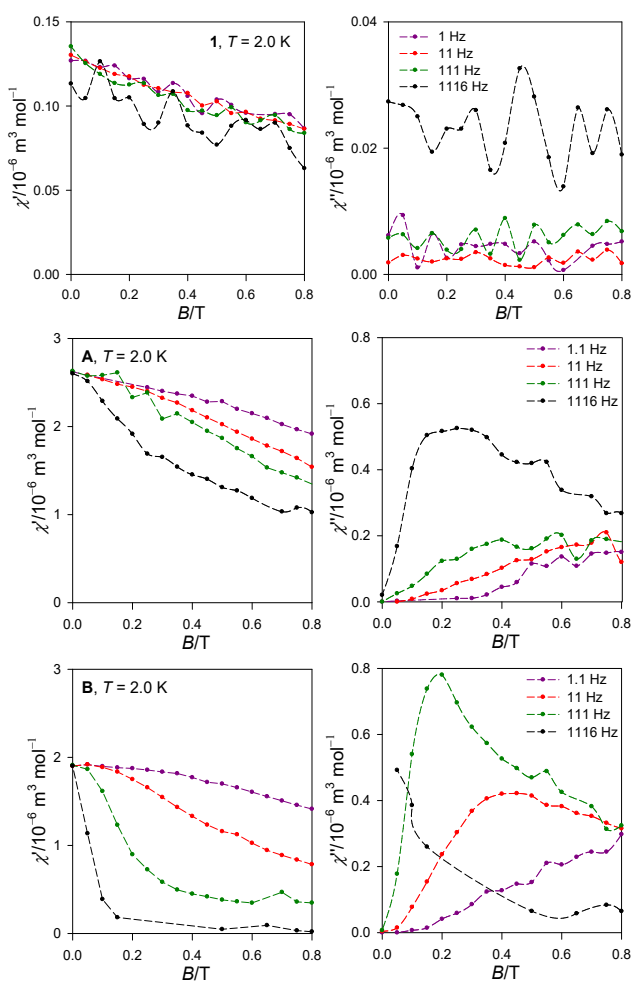 1, T = 2.0 K
χ'/10⁻⁶ m³ mol⁻¹
0.15
0.10
0.05
0.00
0.0 0.2 0.4 0.6 0.8
B/T
1 Hz
11 Hz
111 Hz
1116 Hz
χ''/10⁻⁶ m³ mol⁻¹
0.04
0.02
0.00
0.0 0.2 0.4 0.6 0.8
B/T
A, T = 2.0 K
χ'/10⁻⁶ m³ mol⁻¹
3
2
1
0
0.0 0.2 0.4 0.6 0.8
B/T
1.1 Hz
11 Hz
111 Hz
1116 Hz
χ''/10⁻⁶ m³ mol⁻¹
0.8
0.6
0.4
0.2
0.0
0.0 0.2 0.4 0.6 0.8
B/T
B, T = 2.0 K
χ'/10⁻⁶ m³ mol⁻¹
3
2
1
0
0.0 0.2 0.4 0.6 0.8
B/T
1.1 Hz
11 Hz
111 Hz
1116 Hz
χ''/10⁻⁶ m³ mol⁻¹
0.8
0.6
0.4
0.2
0.0
0.0 0.2 0.4 0.6 0.8
B/T